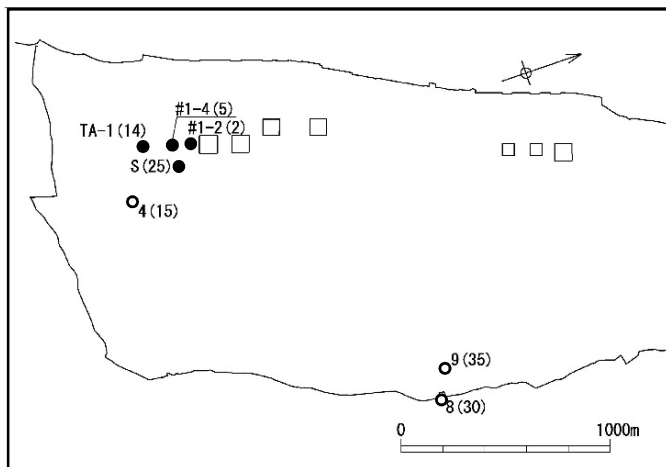 #1-4(5)
TA-1(14)
#1-2(2)
S(25)
4(15)
9(35)
8(30)
0 1000m